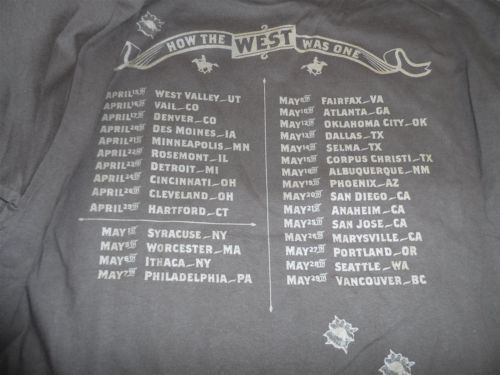 HOW THE WEST WAS ONE
APRIL 15TH WEST VALLEY_UT
APRIL 16TH VAIL_CO
APRIL 17TH DENVER_CO
APRIL 20TH DES MOINES_IA
APRIL 21ST MINNEAPOLIS_MN
APRIL 22ND ROSEMONT_IL
APRIL 23RD DETROIT_MI
APRIL 24TH CINCINNATI_OH
APRIL 26TH CLEVELAND_OH
APRIL 29TH HARTFORD_CT
MAY 1ST SYRACUSE_NY
MAY 5TH WORCESTER_MA
MAY 6TH ITHACA_NY
MAY 7TH PHILADELPHIA_PA
MAY 8TH FAIRFAX_VA
MAY 10TH ATLANTA_GA
MAY 12TH OKLAHOMA CITY_OK
MAY 13TH DALLAS_TX
MAY 14TH SELMA_TX
MAY 15TH CORPUS CHRISTI_TX
MAY 18TH ALBUQUERQUE_NM
MAY 19TH PHOENIX_AZ
MAY 20TH SAN DIEGO_CA
MAY 21ST ANAHEIM_CA
MAY 25TH SAN JOSE_CA
MAY 26TH MARYSVILLE_CA
MAY 27TH PORTLAND_OR
MAY 28TH SEATTLE_WA
MAY 29TH VANCOUVER_BC